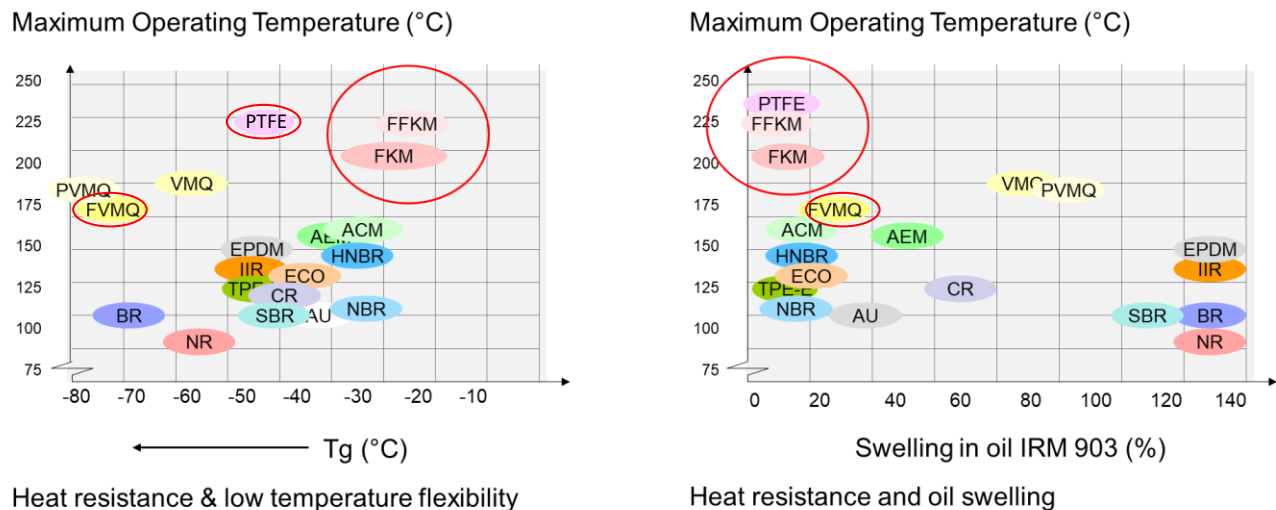 Maximum Operating Temperature (°C)
250
225
200
175
150
125
100
75
PTFE
FFKM
FKM
PVMQ
VMQ
FVMQ
AEM
ACM
EPDM
HNBR
IIR
ECO
TPE
CR
BR
SBR
AU
NBR
NR
-80 -70 -60 -50 -40 -30 -20 -10
Tg (°C)
Heat resistance & low temperature flexibility
Maximum Operating Temperature (°C)
250
225
200
175
150
125
100
75
PTFE
FFKM
FKM
VMQ
PVMQ
FVMQ
ACM
AEM
EPDM
HNBR
IIR
ECO
TPE-E
CR
NBR
AU
SBR
BR
NR
0 20 40 60 80 100 120 140
Swelling in oil IRM 903 (%)
Heat resistance and oil swelling